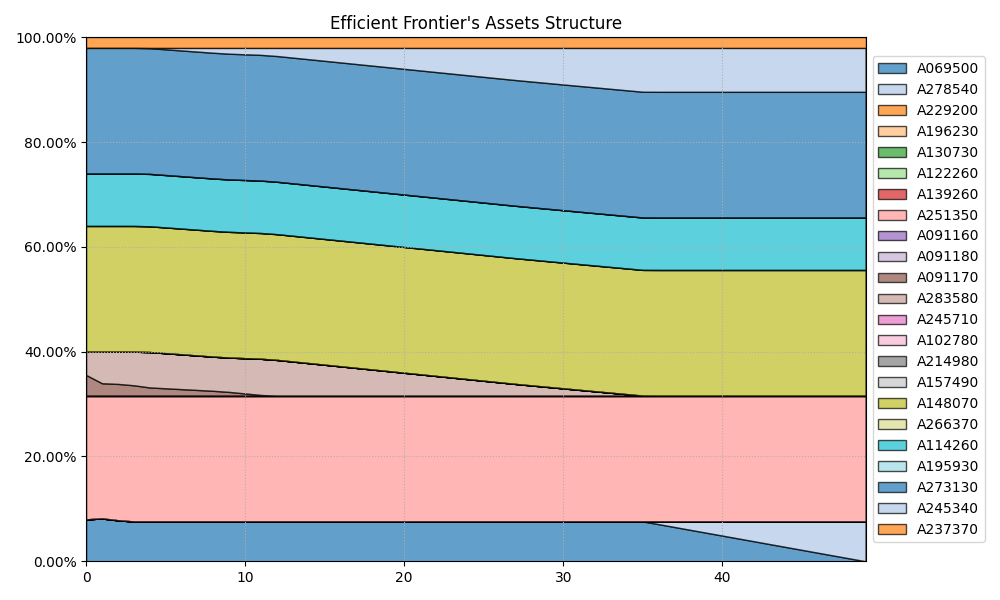 Efficient Frontier's Assets Structure
100.00%
80.00%
60.00%
40.00%
20.00%
0.00%
0
10
20
30
40
A069500
A278540
A229200
A196230
A130730
A122260
A139260
A251350
A091160
A091180
A091170
A283580
A245710
A102780
A214980
A157490
A148070
A266370
A114260
A195930
A273130
A245340
A237370